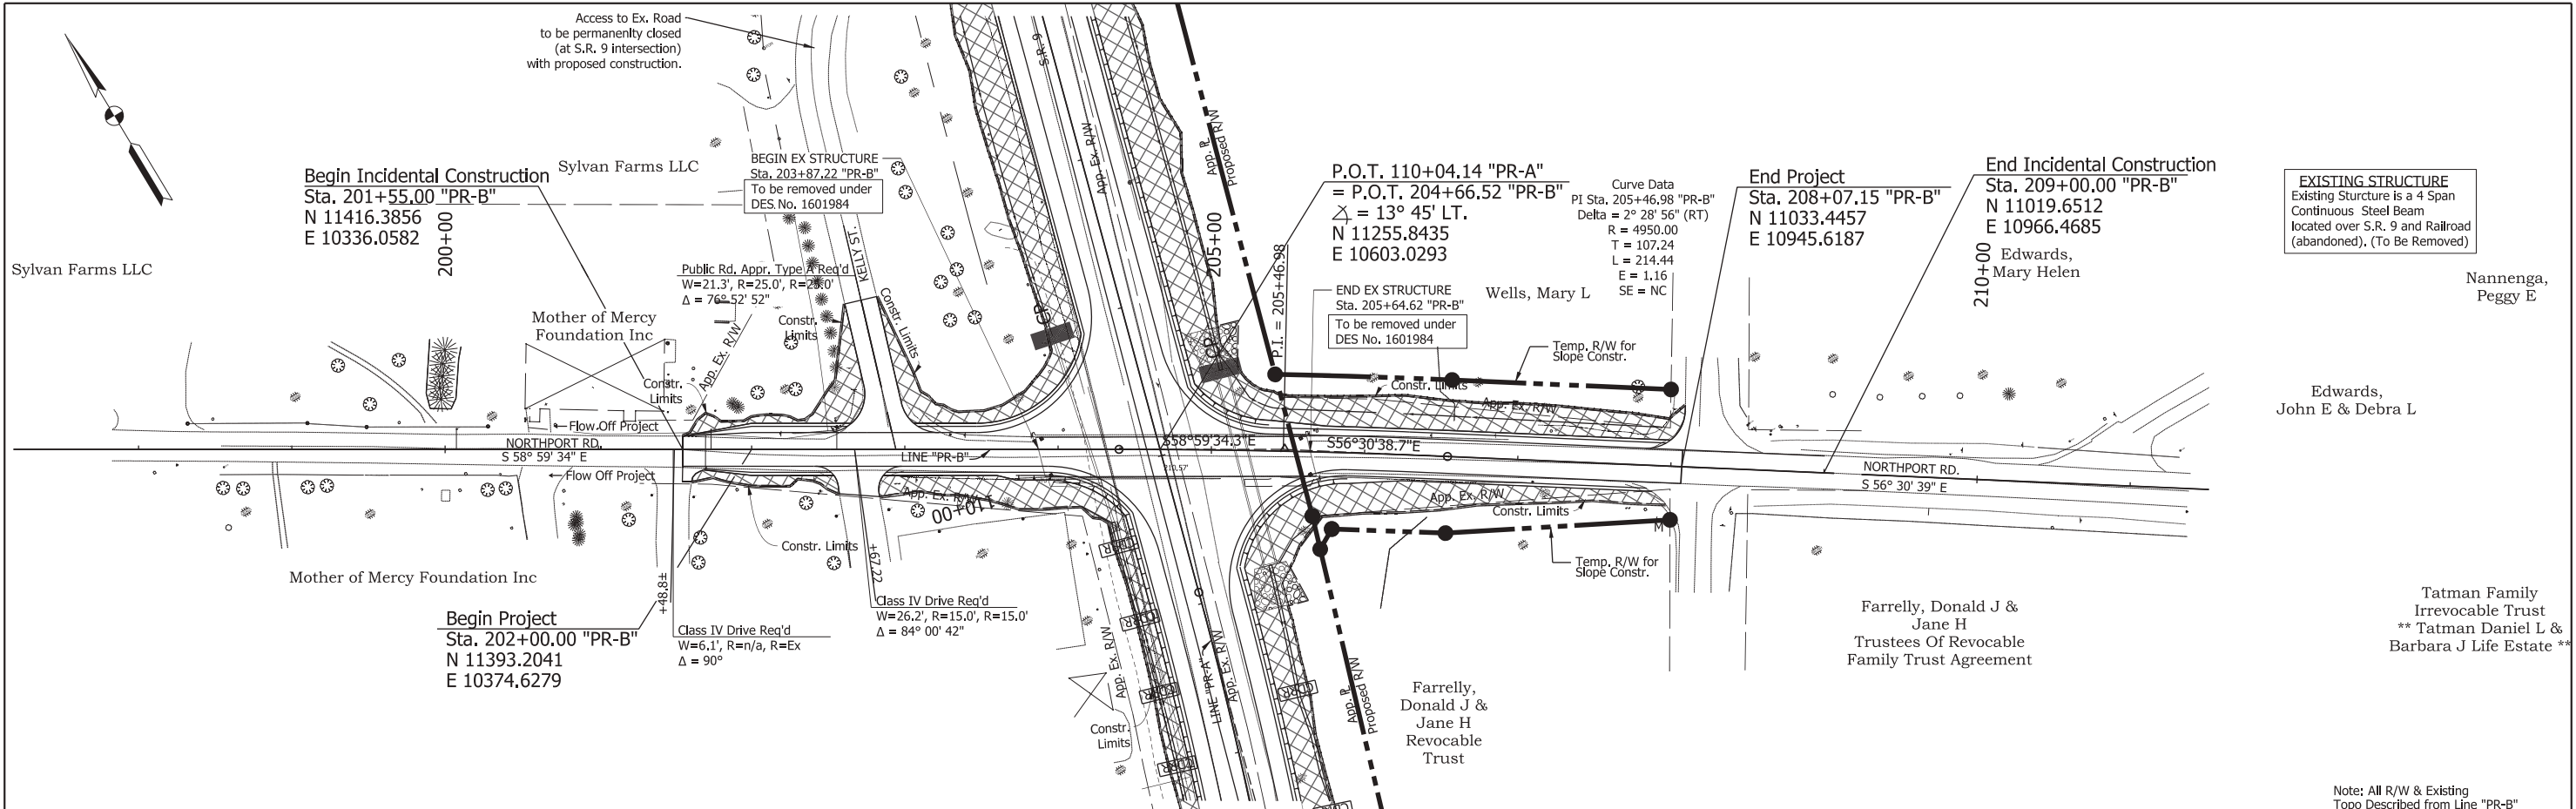 Access to Ex. Road
to be permanenlty closed
(at S.R. 9 intersection)
with proposed construction.
S.R. 9
App. Ex. R/W
App. PL
Proposed R/W
Sylvan Farms LLC
BEGIN EX STRUCTURE
Sta. 203+87.22 "PR-B"
To be removed under
DES. No. 1601984
Begin Incidental Construction
Sta. 201+55.00 "PR-B"
N 11416.3856
E 10336.0582
200+00
Sylvan Farms LLC
KELLY ST.
Public Rd. Appr. Type A Req'd
W=21.3', R=25.0', R=25.0'
Δ = 76° 52' 52"
Mother of Mercy
Foundation Inc
Constr.
Limits
Constr. Limits
App. Ex. R/W
Constr.
Limits
CP
CP
205+00
P.I. = 205+46.98
P.O.T. 110+04.14 "PR-A"
= P.O.T. 204+66.52 "PR-B"
= 13° 45' LT.
N 11255.8435
E 10603.0293
Curve Data
PI Sta. 205+46.98 "PR-B"
Delta = 2° 28' 56" (RT)
R = 4950.00
T = 107.24
L = 214.44
E = 1.16
SE = NC
END EX STRUCTURE
Sta. 205+64.62 "PR-B"
To be removed under
DES No. 1601984
Wells, Mary L
Temp. R/W for
Slope Constr.
Constr. Limits
App. Ex. R/W
End Project
Sta. 208+07.15 "PR-B"
N 11033.4457
E 10945.6187
End Incidental Construction
Sta. 209+00.00 "PR-B"
N 11019.6512
E 10966.4685
210+00
Edwards,
Mary Helen
EXISTING STRUCTURE
Existing Sturcture is a 4 Span
Continuous Steel Beam
located over S.R. 9 and Railroad
(abandoned). (To Be Removed)
Nannenga,
Peggy E
Edwards,
John E & Debra L
Flow Off Project
NORTHPORT RD.
S 58° 59' 34" E
Flow Off Project
LINE "PR-B"
S58°59'34.3"E
S56°30'38.7"E
210.57'
NORTHPORT RD.
S 56° 30' 39" E
App. Ex. R/W
110+00
Constr. Limits
App. Ex. R/W
Constr. Limits
M
Temp. R/W for
Slope Constr.
Mother of Mercy Foundation Inc
+48.8±
+67.22
Begin Project
Sta. 202+00.00 "PR-B"
N 11393.2041
E 10374.6279
Class IV Drive Req'd
W=6.1', R=n/a, R=Ex
Δ = 90°
Class IV Drive Req'd
W=26.2', R=15.0', R=15.0'
Δ = 84° 00' 42"
App. Ex. R/W
Constr.
Limits
LINE "PR-A"
App. Ex. R/W
App. PL
Proposed R/W
Farrelly,
Donald J &
Jane H
Revocable
Trust
Farrelly, Donald J &
Jane H
Trustees Of Revocable
Family Trust Agreement
Tatman Family
Irrevocable Trust
** Tatman Daniel L &
Barbara J Life Estate **
Note: All R/W & Existing
Topo Described from Line "PR-B"